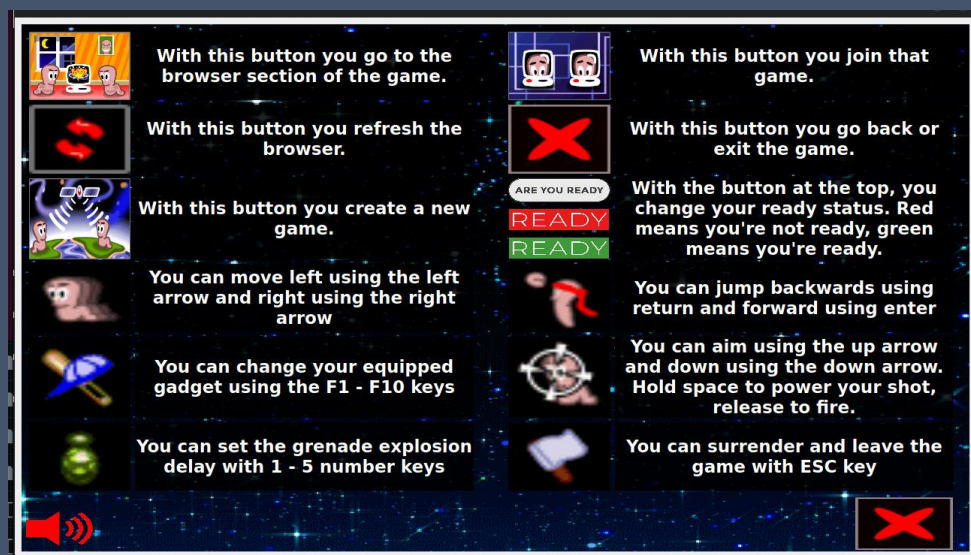 With this button you go to the
browser section of the game.
With this button you join that
game.
With this button you refresh the
browser.
With this button you go back or
exit the game.
With this button you create a new
game.
ARE YOU READY
READY
READY
With the button at the top, you
change your ready status. Red
means you're not ready, green
means you're ready.
You can move left using the left
arrow and right using the right
arrow
You can jump backwards using
return and forward using enter
You can change your equipped
gadget using the F1 - F10 keys
You can aim using the up arrow
and down using the down arrow.
Hold space to power your shot,
release to fire.
You can set the grenade explosion
delay with 1 - 5 number keys
You can surrender and leave the
game with ESC key